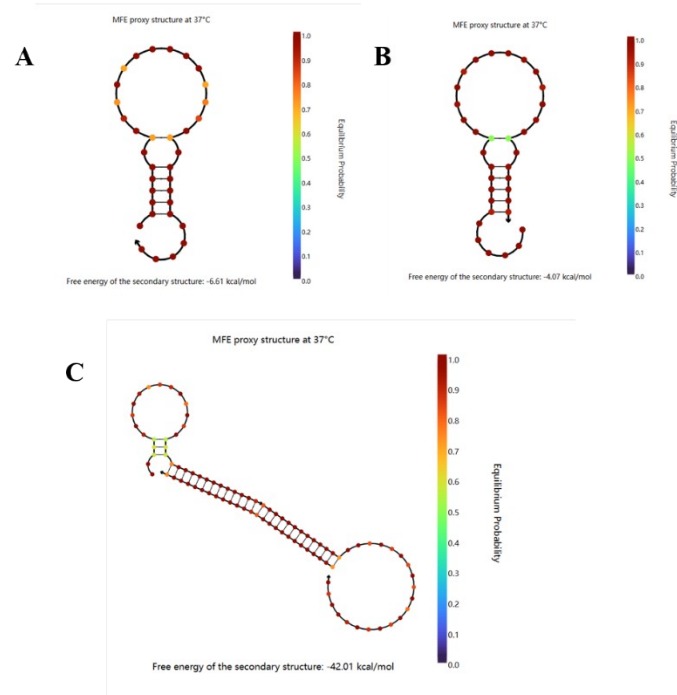 MFE proxy structure at 37°C
A
1.0
0.9
0.8
0.7
0.6
0.5
0.4
0.3
0.2
0.1
0.0
Equilibrium Probability
Free energy of the secondary structure: -6.61 kcal/mol
MFE proxy structure at 37°C
B
1.0
0.9
0.8
0.7
0.6
0.5
0.4
0.3
0.2
0.1
0.0
Equilibrium Probability
Free energy of the secondary structure: -4.07 kcal/mol
MFE proxy structure at 37°C
C
1.0
0.9
0.8
0.7
0.6
0.5
0.4
0.3
0.2
0.1
0.0
Equilibrium Probability
Free energy of the secondary structure: -42.01 kcal/mol